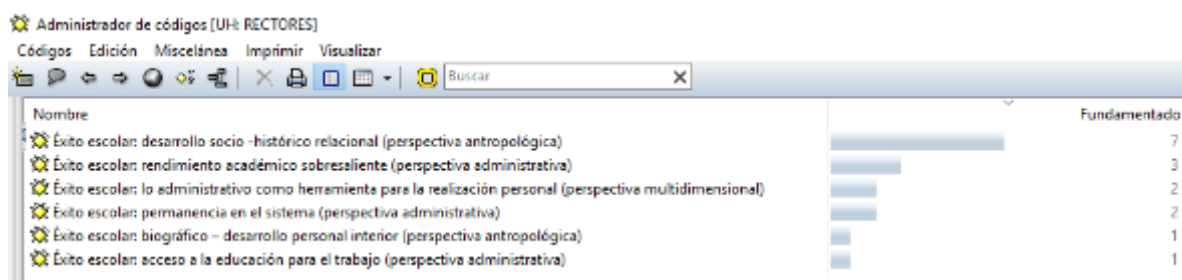 Administrador de códigos [UH: RECTORES]
Códigos Edición Miscelánea Imprimir Visualizar
Buscar
Nombre Fundamentado
Éxito escolar: desarrollo socio -histórico relacional (perspectiva antropológica) 7
Éxito escolar: rendimiento académico sobresaliente (perspectiva administrativa) 3
Éxito escolar: lo administrativo como herramienta para la realización personal (perspectiva multidimensional) 2
Éxito escolar: permanencia en el sistema (perspectiva administrativa) 2
Éxito escolar: biográfico – desarrollo personal interior (perspectiva antropológica) 1
Éxito escolar: acceso a la educación para el trabajo (perspectiva administrativa) 1